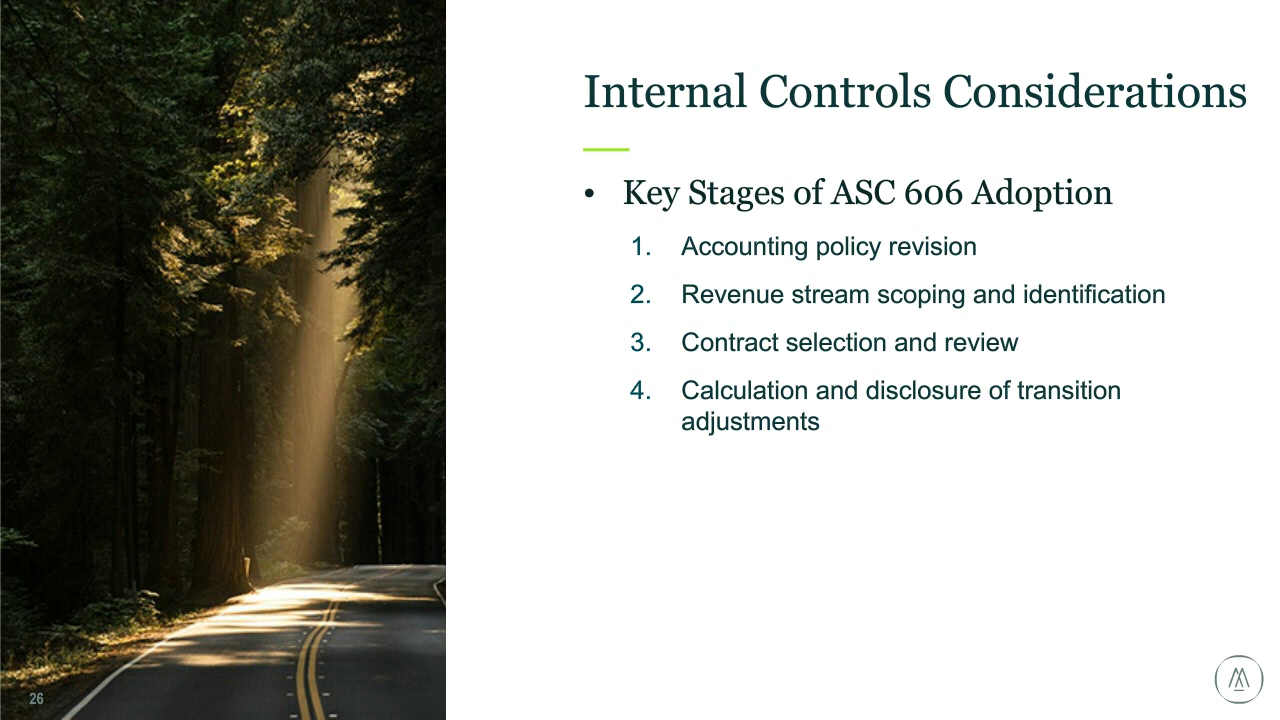 Internal Controls Considerations
• Key Stages of ASC 606 Adoption
1. Accounting policy revision
2. Revenue stream scoping and identification
3. Contract selection and review
4. Calculation and disclosure of transition
adjustments
26